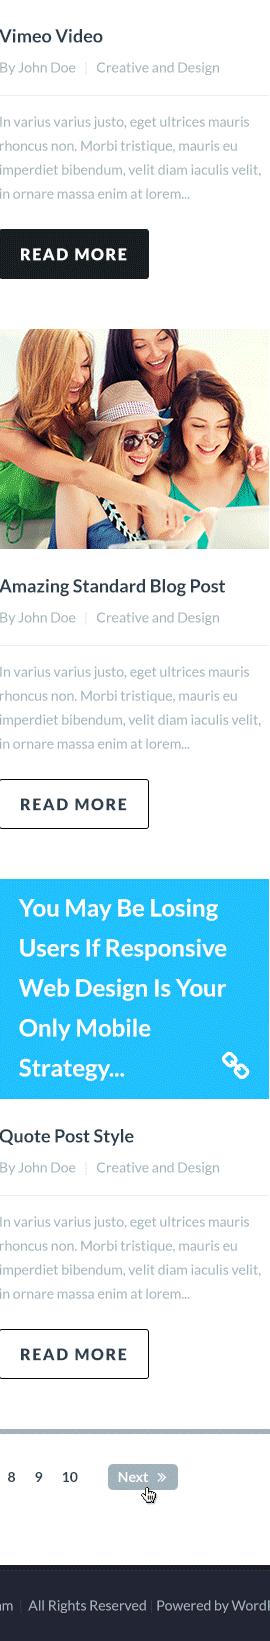 Vimeo Video
By John Doe | Creative and Design
In varius varius justo, eget ultrices mauris
rhoncus non. Morbi tristique, mauris eu
imperdiet bibendum, velit diam iaculis velit,
in ornare massa enim at lorem...
READ MORE
Amazing Standard Blog Post
By John Doe | Creative and Design
In varius varius justo, eget ultrices mauris
rhoncus non. Morbi tristique, mauris eu
imperdiet bibendum, velit diam iaculis velit,
in ornare massa enim at lorem...
READ MORE
You May Be Losing
Users If Responsive
Web Design Is Your
Only Mobile
Strategy...
Quote Post Style
By John Doe | Creative and Design
In varius varius justo, eget ultrices mauris
rhoncus non. Morbi tristique, mauris eu
imperdiet bibendum, velit diam iaculis velit,
in ornare massa enim at lorem...
READ MORE
8 9 10 Next »
| All Rights Reserved | Powered by